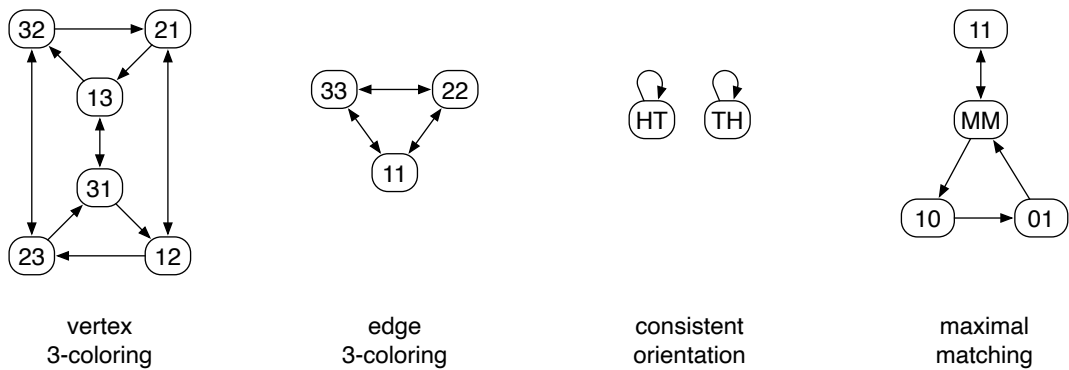 32
21
13
31
23
12
vertex
3-coloring
33
22
11
edge
3-coloring
HT
TH
consistent
orientation
11
MM
10
01
maximal
matching